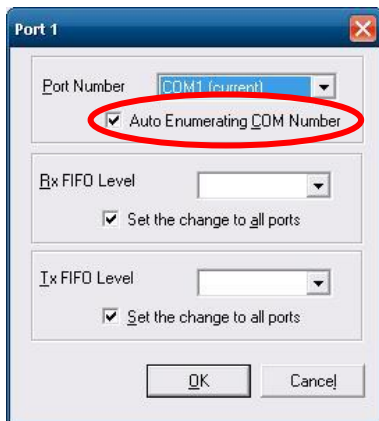 Port 1
Port Number
COM1 (current)
Auto Enumerating COM Number
Rx FIFO Level
Set the change to all ports
Tx FIFO Level
Set the change to all ports
OK
Cancel